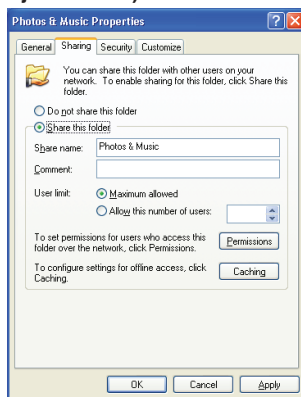 Photos & Music Properties
General Sharing Security Customize
You can share this folder with other users on your
network. To enable sharing for this folder, click Share this
folder.
Do not share this folder
Share this folder
Share name: Photos & Music
Comment:
User limit: Maximum allowed
Allow this number of users:
To set permissions for users who access this
folder over the network, click Permissions.
Permissions
To configure settings for offline access, click
Caching.
Caching
OK Cancel Apply